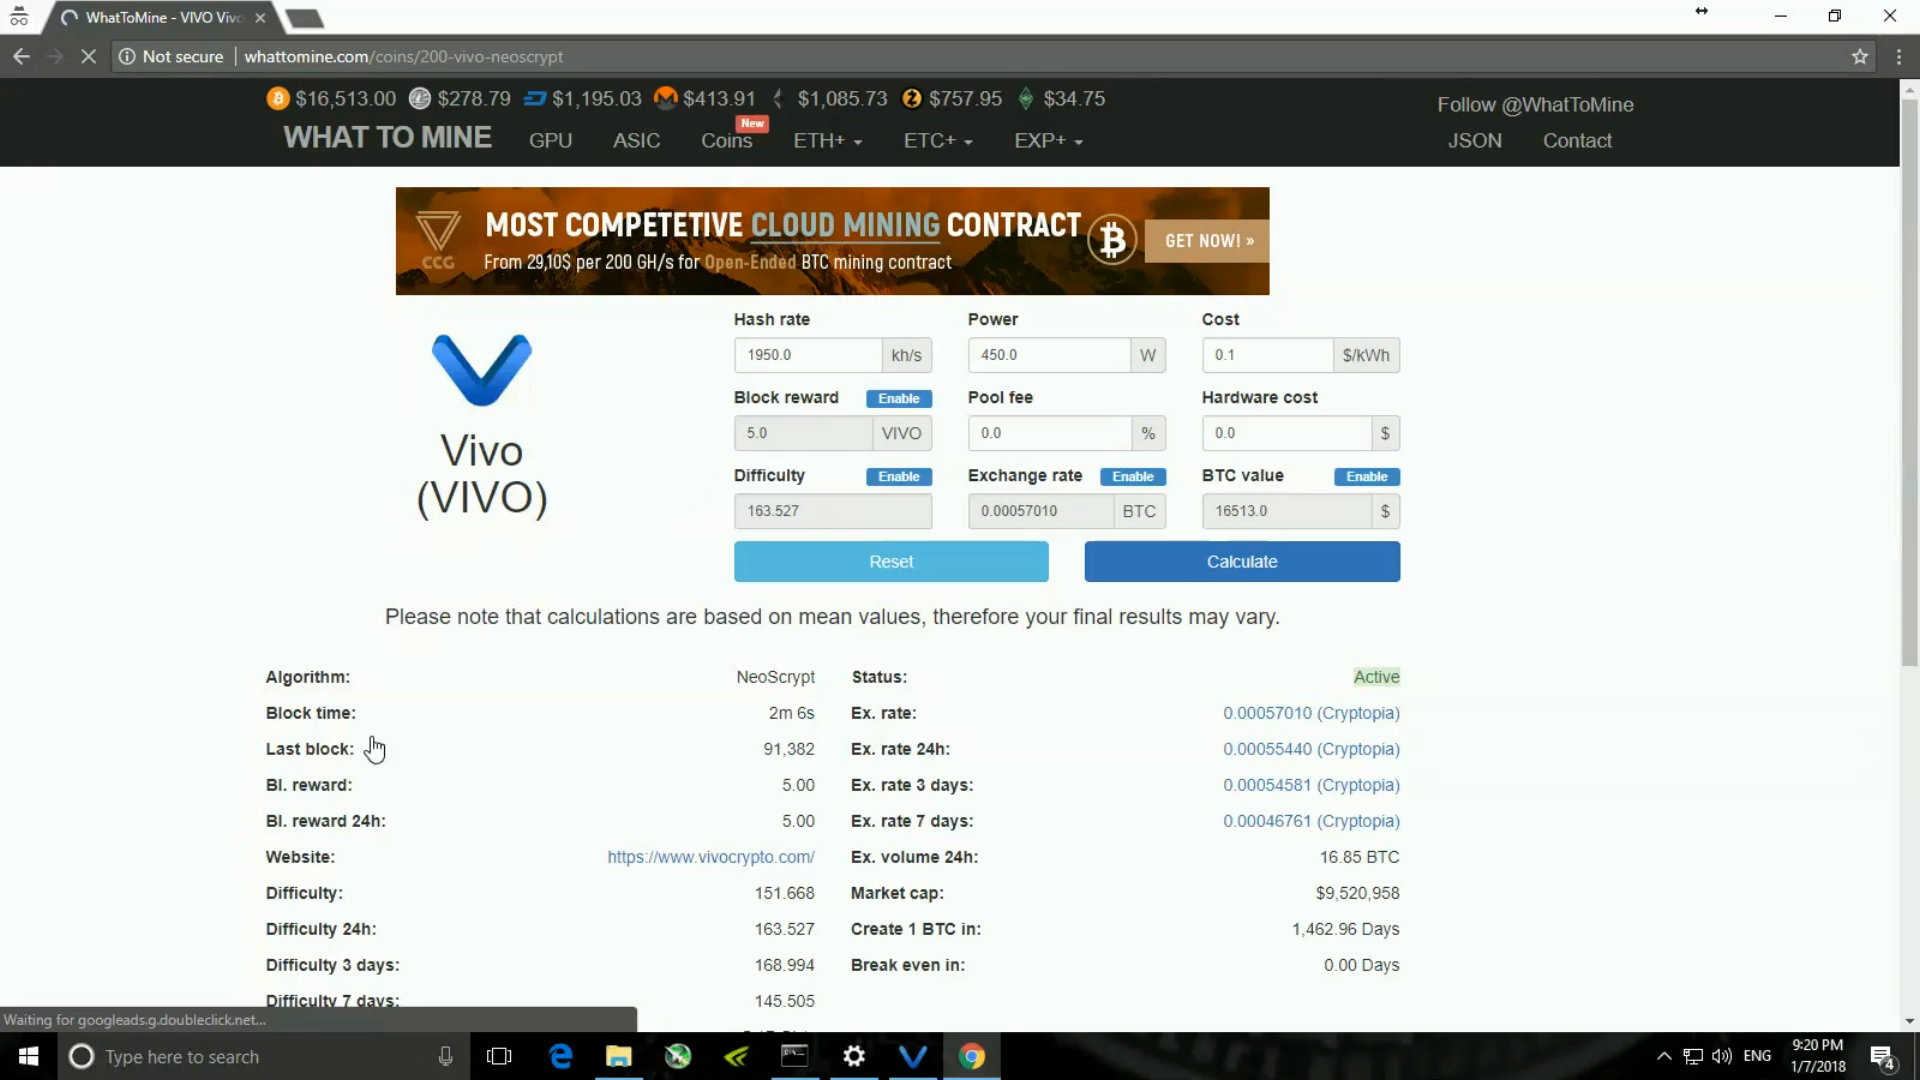 WhatToMine - VIVO Vivo
Not secure | whattomine.com/coins/200-vivo-neoscrypt
$16,513.00 $278.79 $1,195.03 $413.91 $1,085.73 $757.95 $34.75
Follow @WhatToMine
New
WHAT TO MINE GPU ASIC Coins ETH+ ETC+ EXP+ JSON Contact
MOST COMPETETIVE CLOUD MINING CONTRACT
GET NOW! »
CCG From 29,10$ per 200 GH/s for Open-Ended BTC mining contract
Hash rate Power Cost
1950.0 kh/s 450.0 W 0.1 $/kWh
Block reward Enable Pool fee Hardware cost
5.0 VIVO 0.0 % 0.0 $
Vivo
(VIVO)
Difficulty Enable Exchange rate Enable BTC value Enable
163.527 0.00057010 BTC 16513.0 $
Reset Calculate
Please note that calculations are based on mean values, therefore your final results may vary.
Algorithm: NeoScrypt Status: Active
Block time: 2m 6s Ex. rate: 0.00057010 (Cryptopia)
Last block: 91,382 Ex. rate 24h: 0.00055440 (Cryptopia)
Bl. reward: 5.00 Ex. rate 3 days: 0.00054581 (Cryptopia)
Bl. reward 24h: 5.00 Ex. rate 7 days: 0.00046761 (Cryptopia)
Website: https://www.vivocrypto.com/ Ex. volume 24h: 16.85 BTC
Difficulty: 151.668 Market cap: $9,520,958
Difficulty 24h: 163.527 Create 1 BTC in: 1,462.96 Days
Difficulty 3 days: 168.994 Break even in: 0.00 Days
Difficulty 7 days: 145.505
Waiting for googleads.g.doubleclick.net...
Type here to search
ENG
9:20 PM
1/7/2018
4